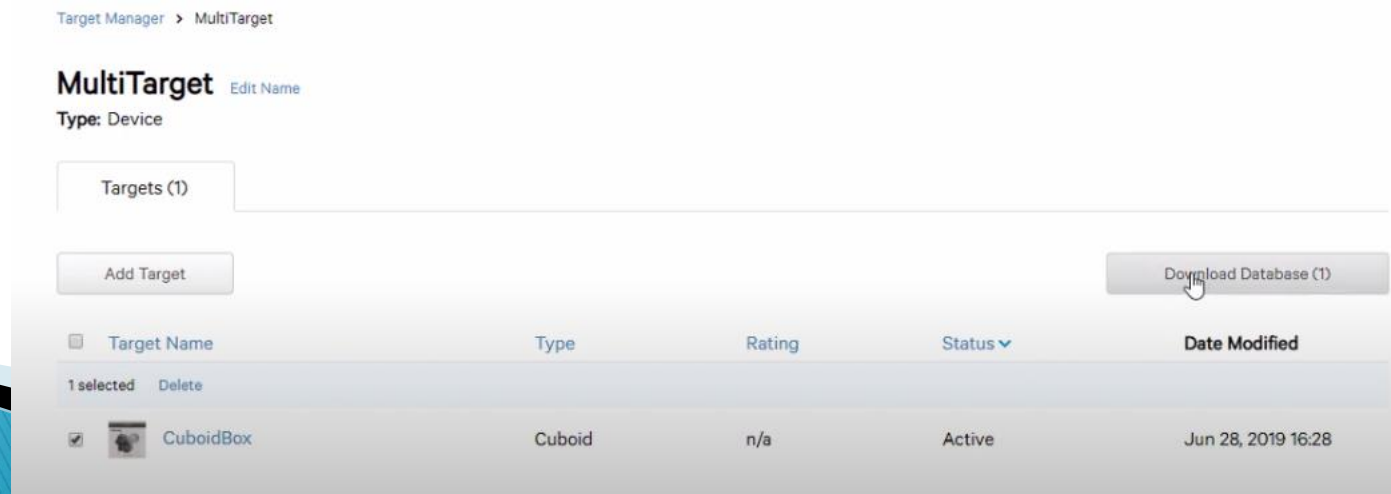 Target Manager > MultiTarget
MultiTarget Edit Name
Type: Device
Targets (1)
Add Target Download Database (1)
Target Name Type Rating Status Date Modified
1 selected Delete
CuboidBox Cuboid n/a Active Jun 28, 2019 16:28